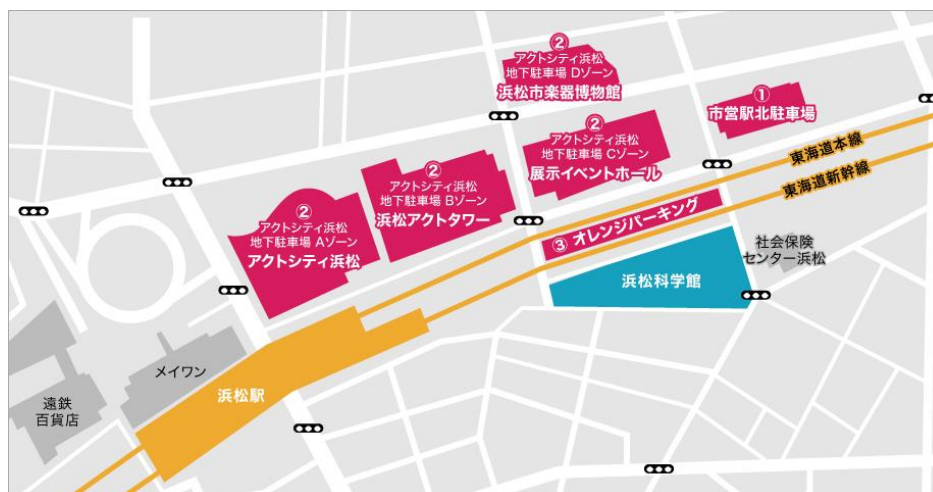 ②
アクトシティ浜松
地下駐車場 Dゾーン
浜松市楽器博物館
①
市営駅北駐車場
②
アクトシティ浜松
地下駐車場 Cゾーン
展示イベントホール
東海道本線
東海道新幹線
②
アクトシティ浜松
地下駐車場 Bゾーン
浜松アクトタワー
②
アクトシティ浜松
地下駐車場 Aゾーン
アクトシティ浜松
③ オレンジパーキング
社会保険
センター浜松
浜松科学館
メイワン
浜松駅
遠鉄
百貨店